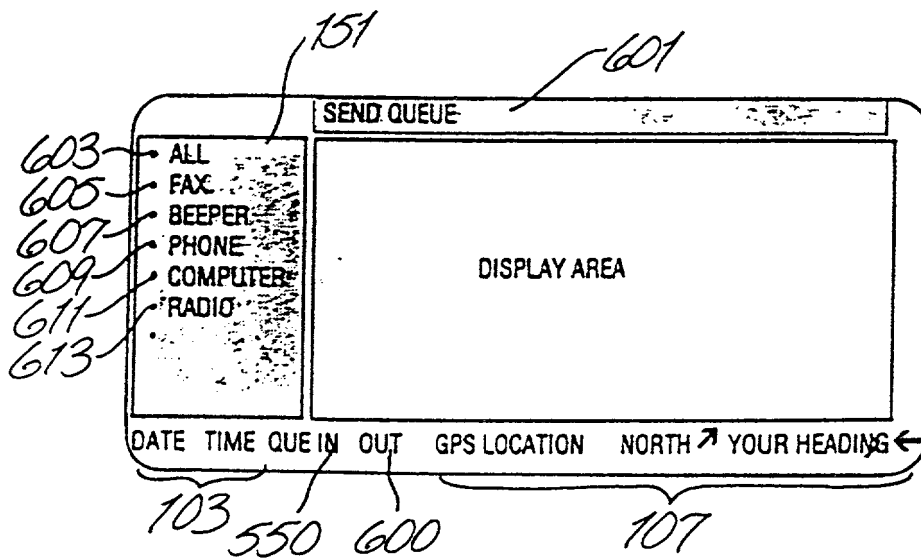 151
601
SEND QUEUE
603 • ALL
605 • FAX
607 • BEEPER
609 • PHONE
611 • COMPUTER
613 • RADIO
DISPLAY AREA
DATE TIME QUE IN OUT GPS LOCATION NORTH ↗ YOUR HEADING ←
103 550 600 107